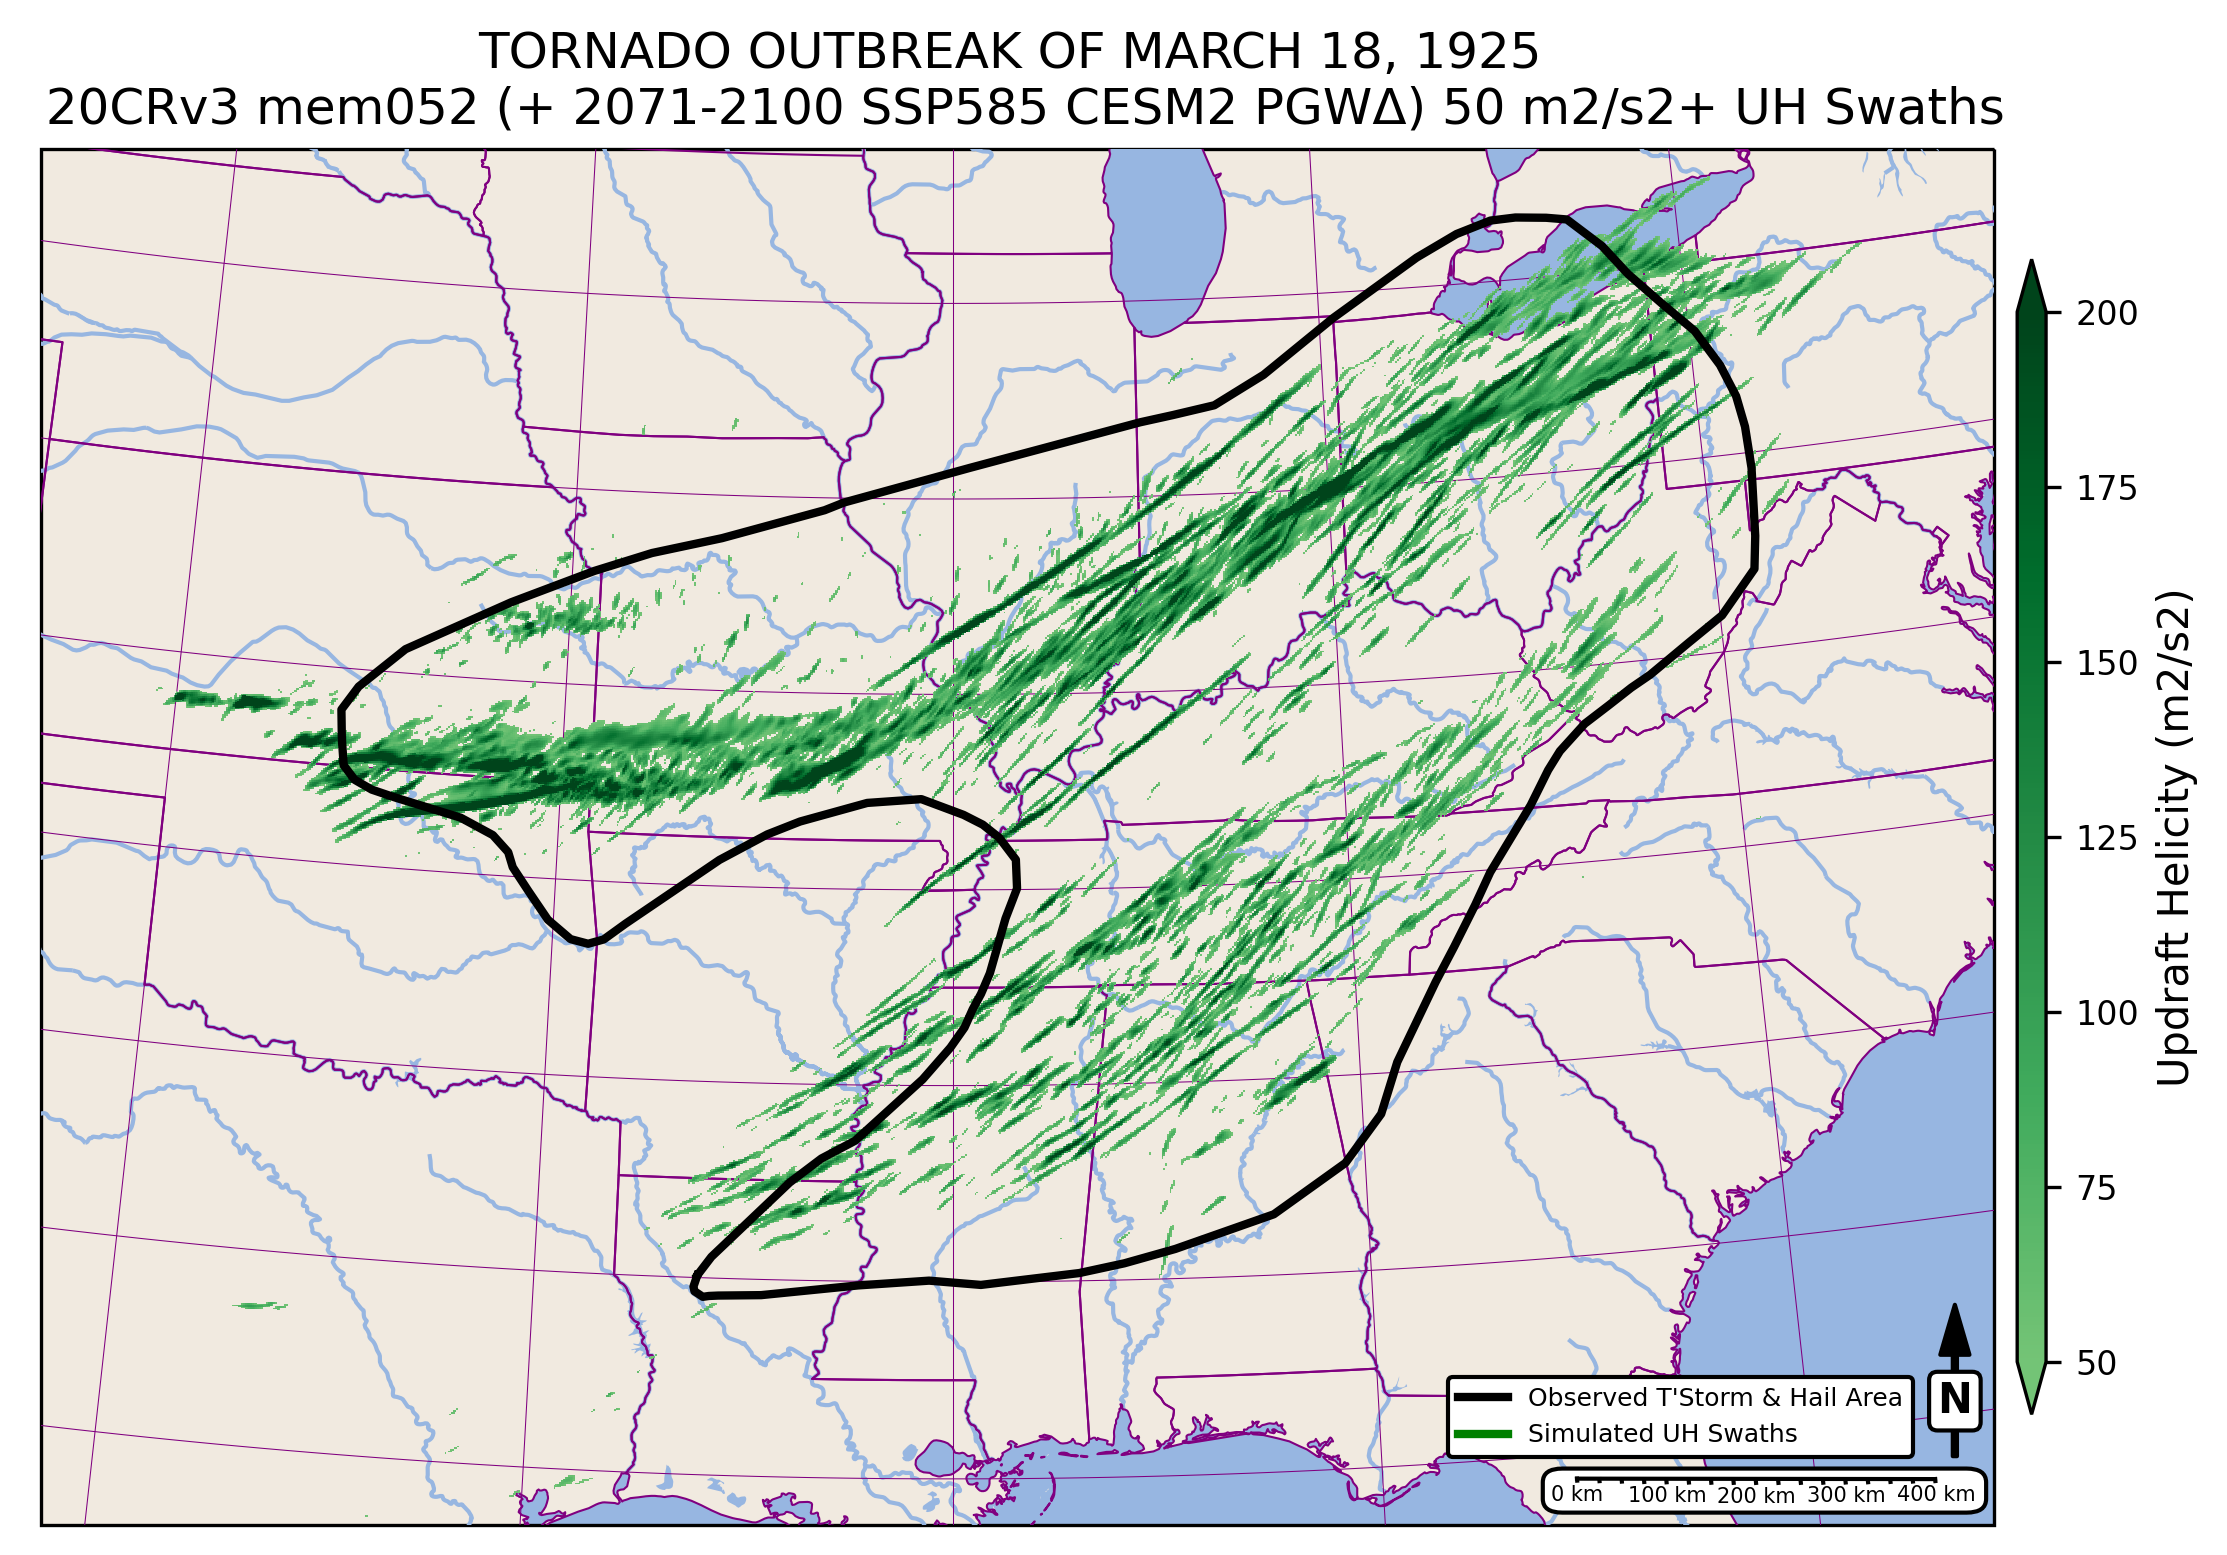 TORNADO OUTBREAK OF MARCH 18, 1925
20CRv3 mem052 (+ 2071-2100 SSP585 CESM2 PGWΔ) 50 m2/s2+ UH Swaths
200
175
150
125
100
75
50
Updraft Helicity (m2/s2)
Observed T'Storm & Hail Area
Simulated UH Swaths
N
0 km 100 km 200 km 300 km 400 km